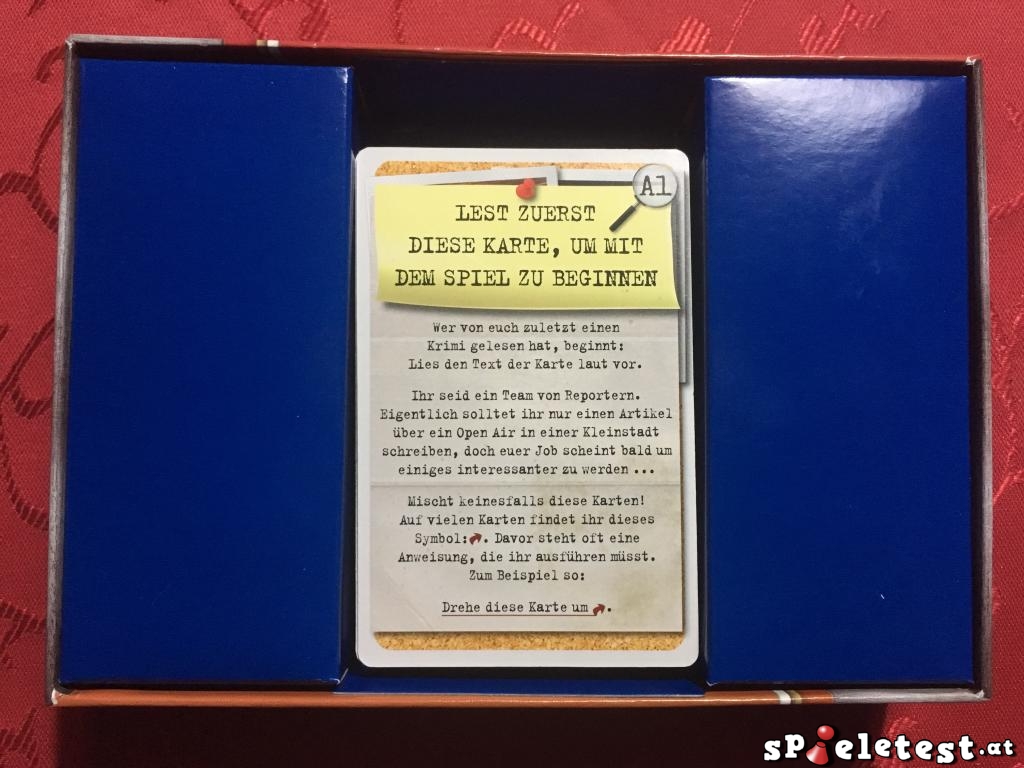 A1
LEST ZUERST
DIESE KARTE, UM MIT
DEM SPIEL ZU BEGINNEN
Wer von euch zuletzt einen
Krimi gelesen hat, beginnt:
Lies den Text der Karte laut vor.
Ihr seid ein Team von Reportern.
Eigentlich solltet ihr nur einen Artikel
über ein Open Air in einer Kleinstadt
schreiben, doch euer Job scheint bald um
einiges interessanter zu werden ...
Mischt keinesfalls diese Karten!
Auf vielen Karten findet ihr dieses
Symbol: . Davor steht oft eine
Anweisung, die ihr ausführen müsst.
Zum Beispiel so:
Drehe diese Karte um .
spieletest.at